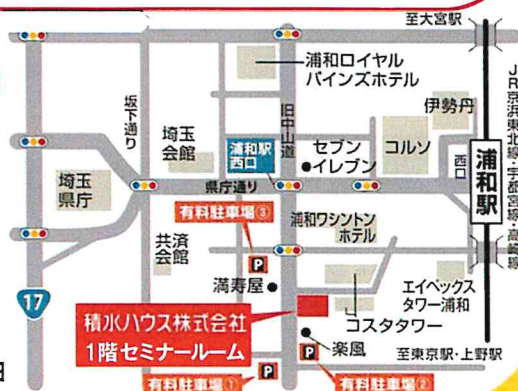 至大宮駅
浦和ロイヤル
パインズホテル
伊勢丹
JR京浜東北線・宇都宮線・高崎線
坂下通り
旧中山道
埼玉
会館
浦和駅
西口
セブン
イレブン
コルソ
西口
浦和駅
埼玉
県庁
県庁通り
有料駐車場③
浦和ワシントン
ホテル
共済
会館
P
満寿屋
エイペックス
タワー浦和
17
積水ハウス株式会社
1階セミナールーム
コスタタワー
楽風
至東京駅・上野駅
P
P
有料駐車場①
有料駐車場②